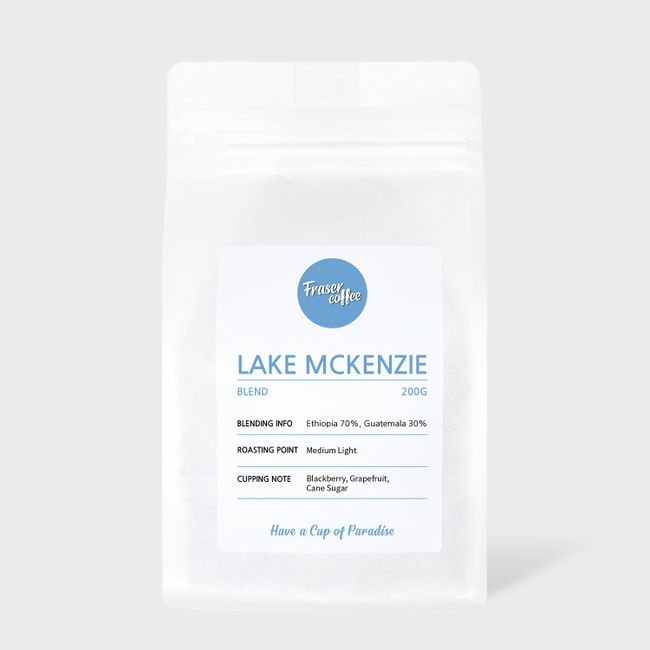 Fraser
coffee
LAKE MCKENZIE
BLEND 200G
BLENDING INFO Ethiopia 70%, Guatemala 30%
ROASTING POINT Medium Light
CUPPING NOTE Blackberry, Grapefruit,
Cane Sugar
Have a Cup of Paradise